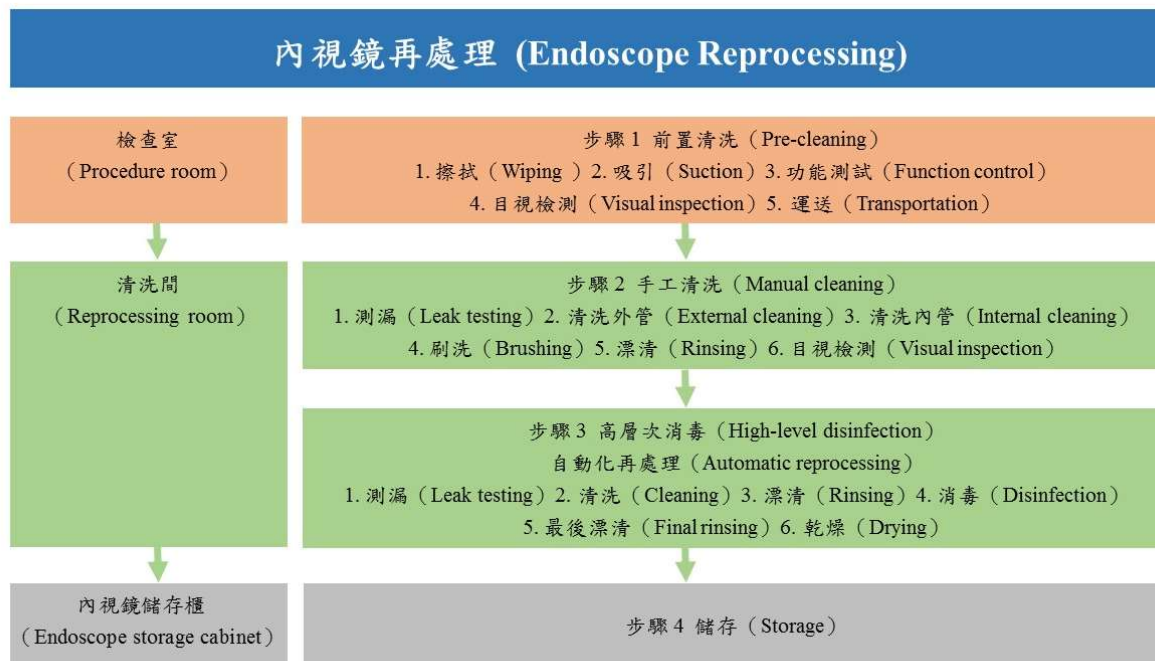 內視鏡再處理 (Endoscope Reprocessing)
檢查室
（Procedure room）
步驟 1 前置清洗（Pre-cleaning）
1. 擦拭（Wiping ）2. 吸引（Suction）3. 功能測試（Function control）
4. 目視檢測（Visual inspection）5. 運送（Transportation）
清洗間
（Reprocessing room）
步驟 2 手工清洗（Manual cleaning）
1. 測漏（Leak testing）2. 清洗外管（External cleaning）3. 清洗內管（Internal cleaning）
4. 刷洗（Brushing）5. 漂清（Rinsing）6. 目視檢測（Visual inspection）
步驟 3 高層次消毒（High-level disinfection）
自動化再處理（Automatic reprocessing）
1. 測漏（Leak testing）2. 清洗（Cleaning）3. 漂清（Rinsing）4. 消毒（Disinfection）
5. 最後漂清（Final rinsing）6. 乾燥（Drying）
內視鏡儲存櫃
（Endoscope storage cabinet）
步驟 4 儲存（Storage）